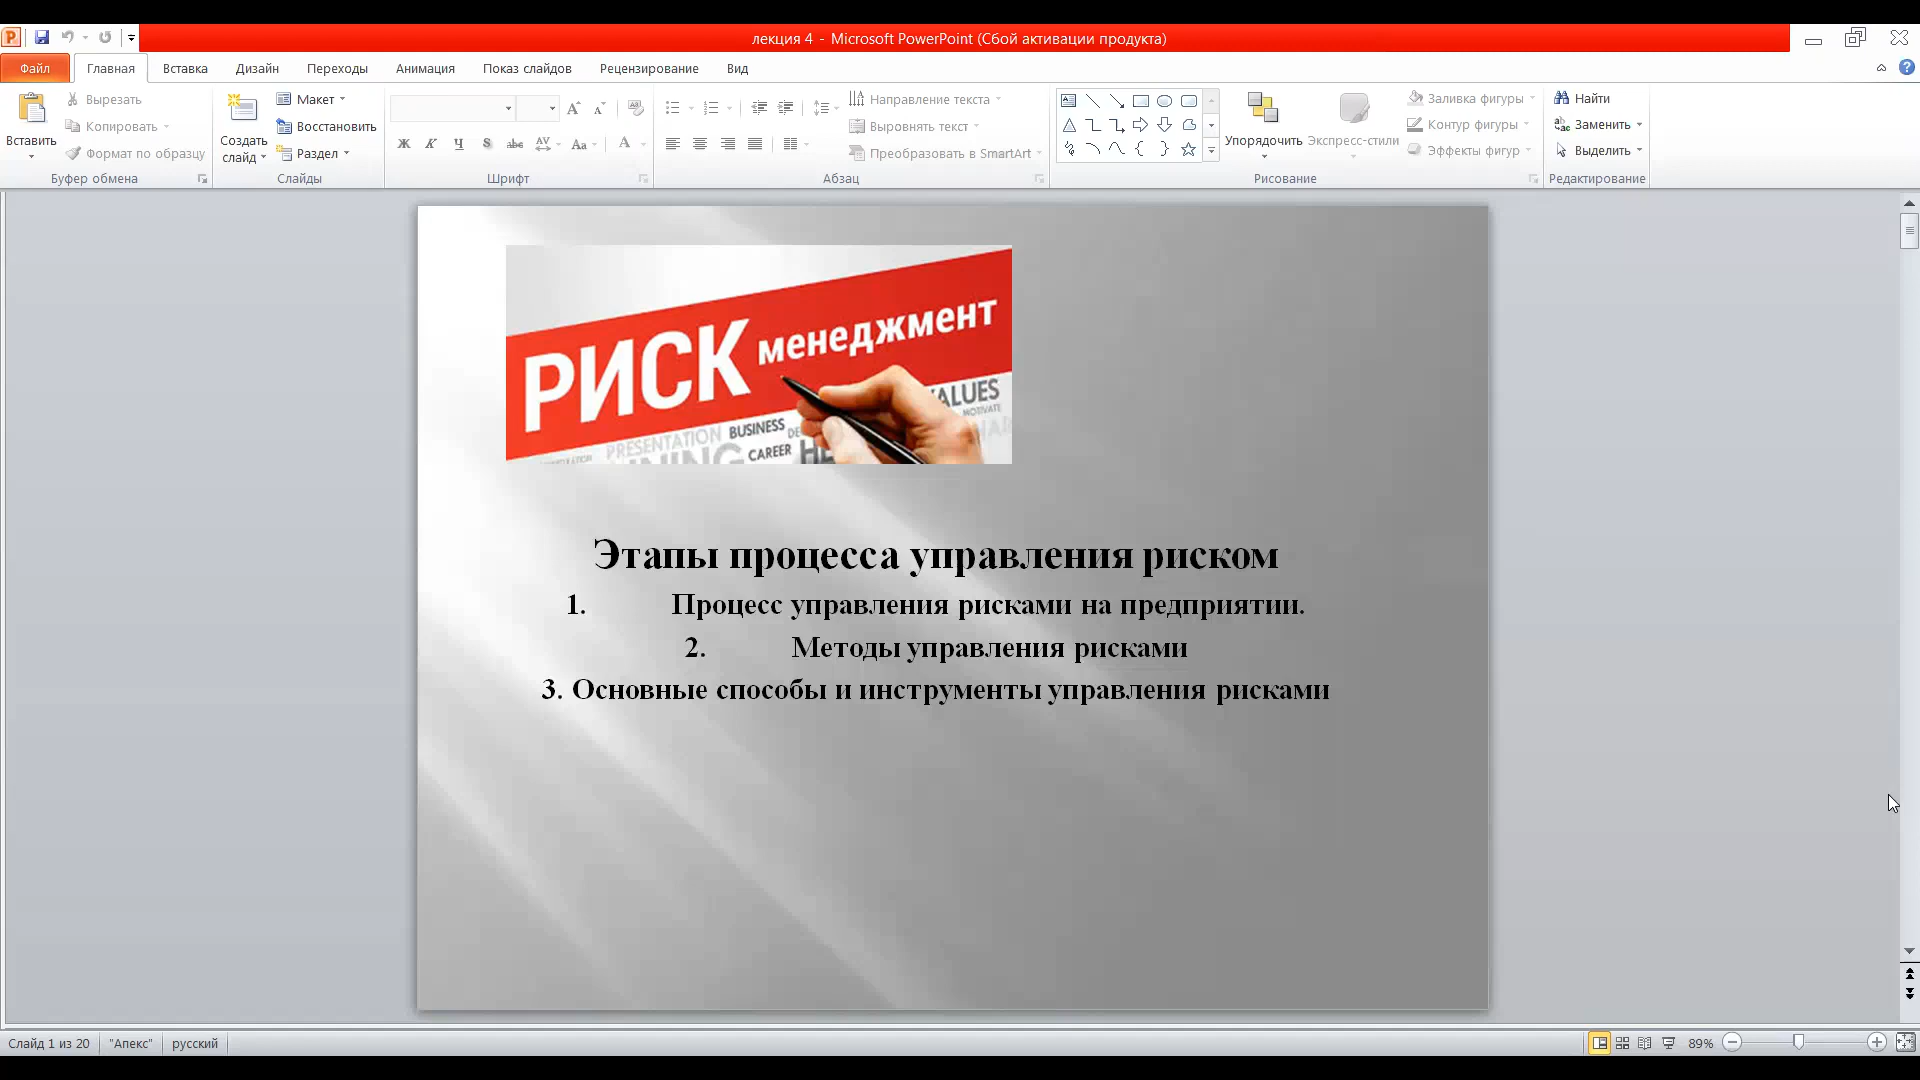 лекция 4 - Microsoft PowerPoint (Сбой активации продукта)
Файл Главная Вставка Дизайн Переходы Анимация Показ слайдов Рецензирование Вид
Вставить
Вырезать
Копировать
Формат по образцу
Буфер обмена
Создать
слайд
Макет
Восстановить
Раздел
Слайды
Ж К Ч S abc AV Aa A
Шрифт
Направление текста
Выровнять текст
Преобразовать в SmartArt
Абзац
Упорядочить
Экспресс-стили
Заливка фигуры
Контур фигуры
Эффекты фигур
Рисование
Найти
Заменить
Выделить
Редактирование
РИСК менеджмент
PRESENTATION BUSINESS
CAREER
MOTIVATE
Этапы процесса управления риском
1. Процесс управления рисками на предприятии.
2. Методы управления рисками
3. Основные способы и инструменты управления рисками
Слайд 1 из 20 "Апекс" русский 89%